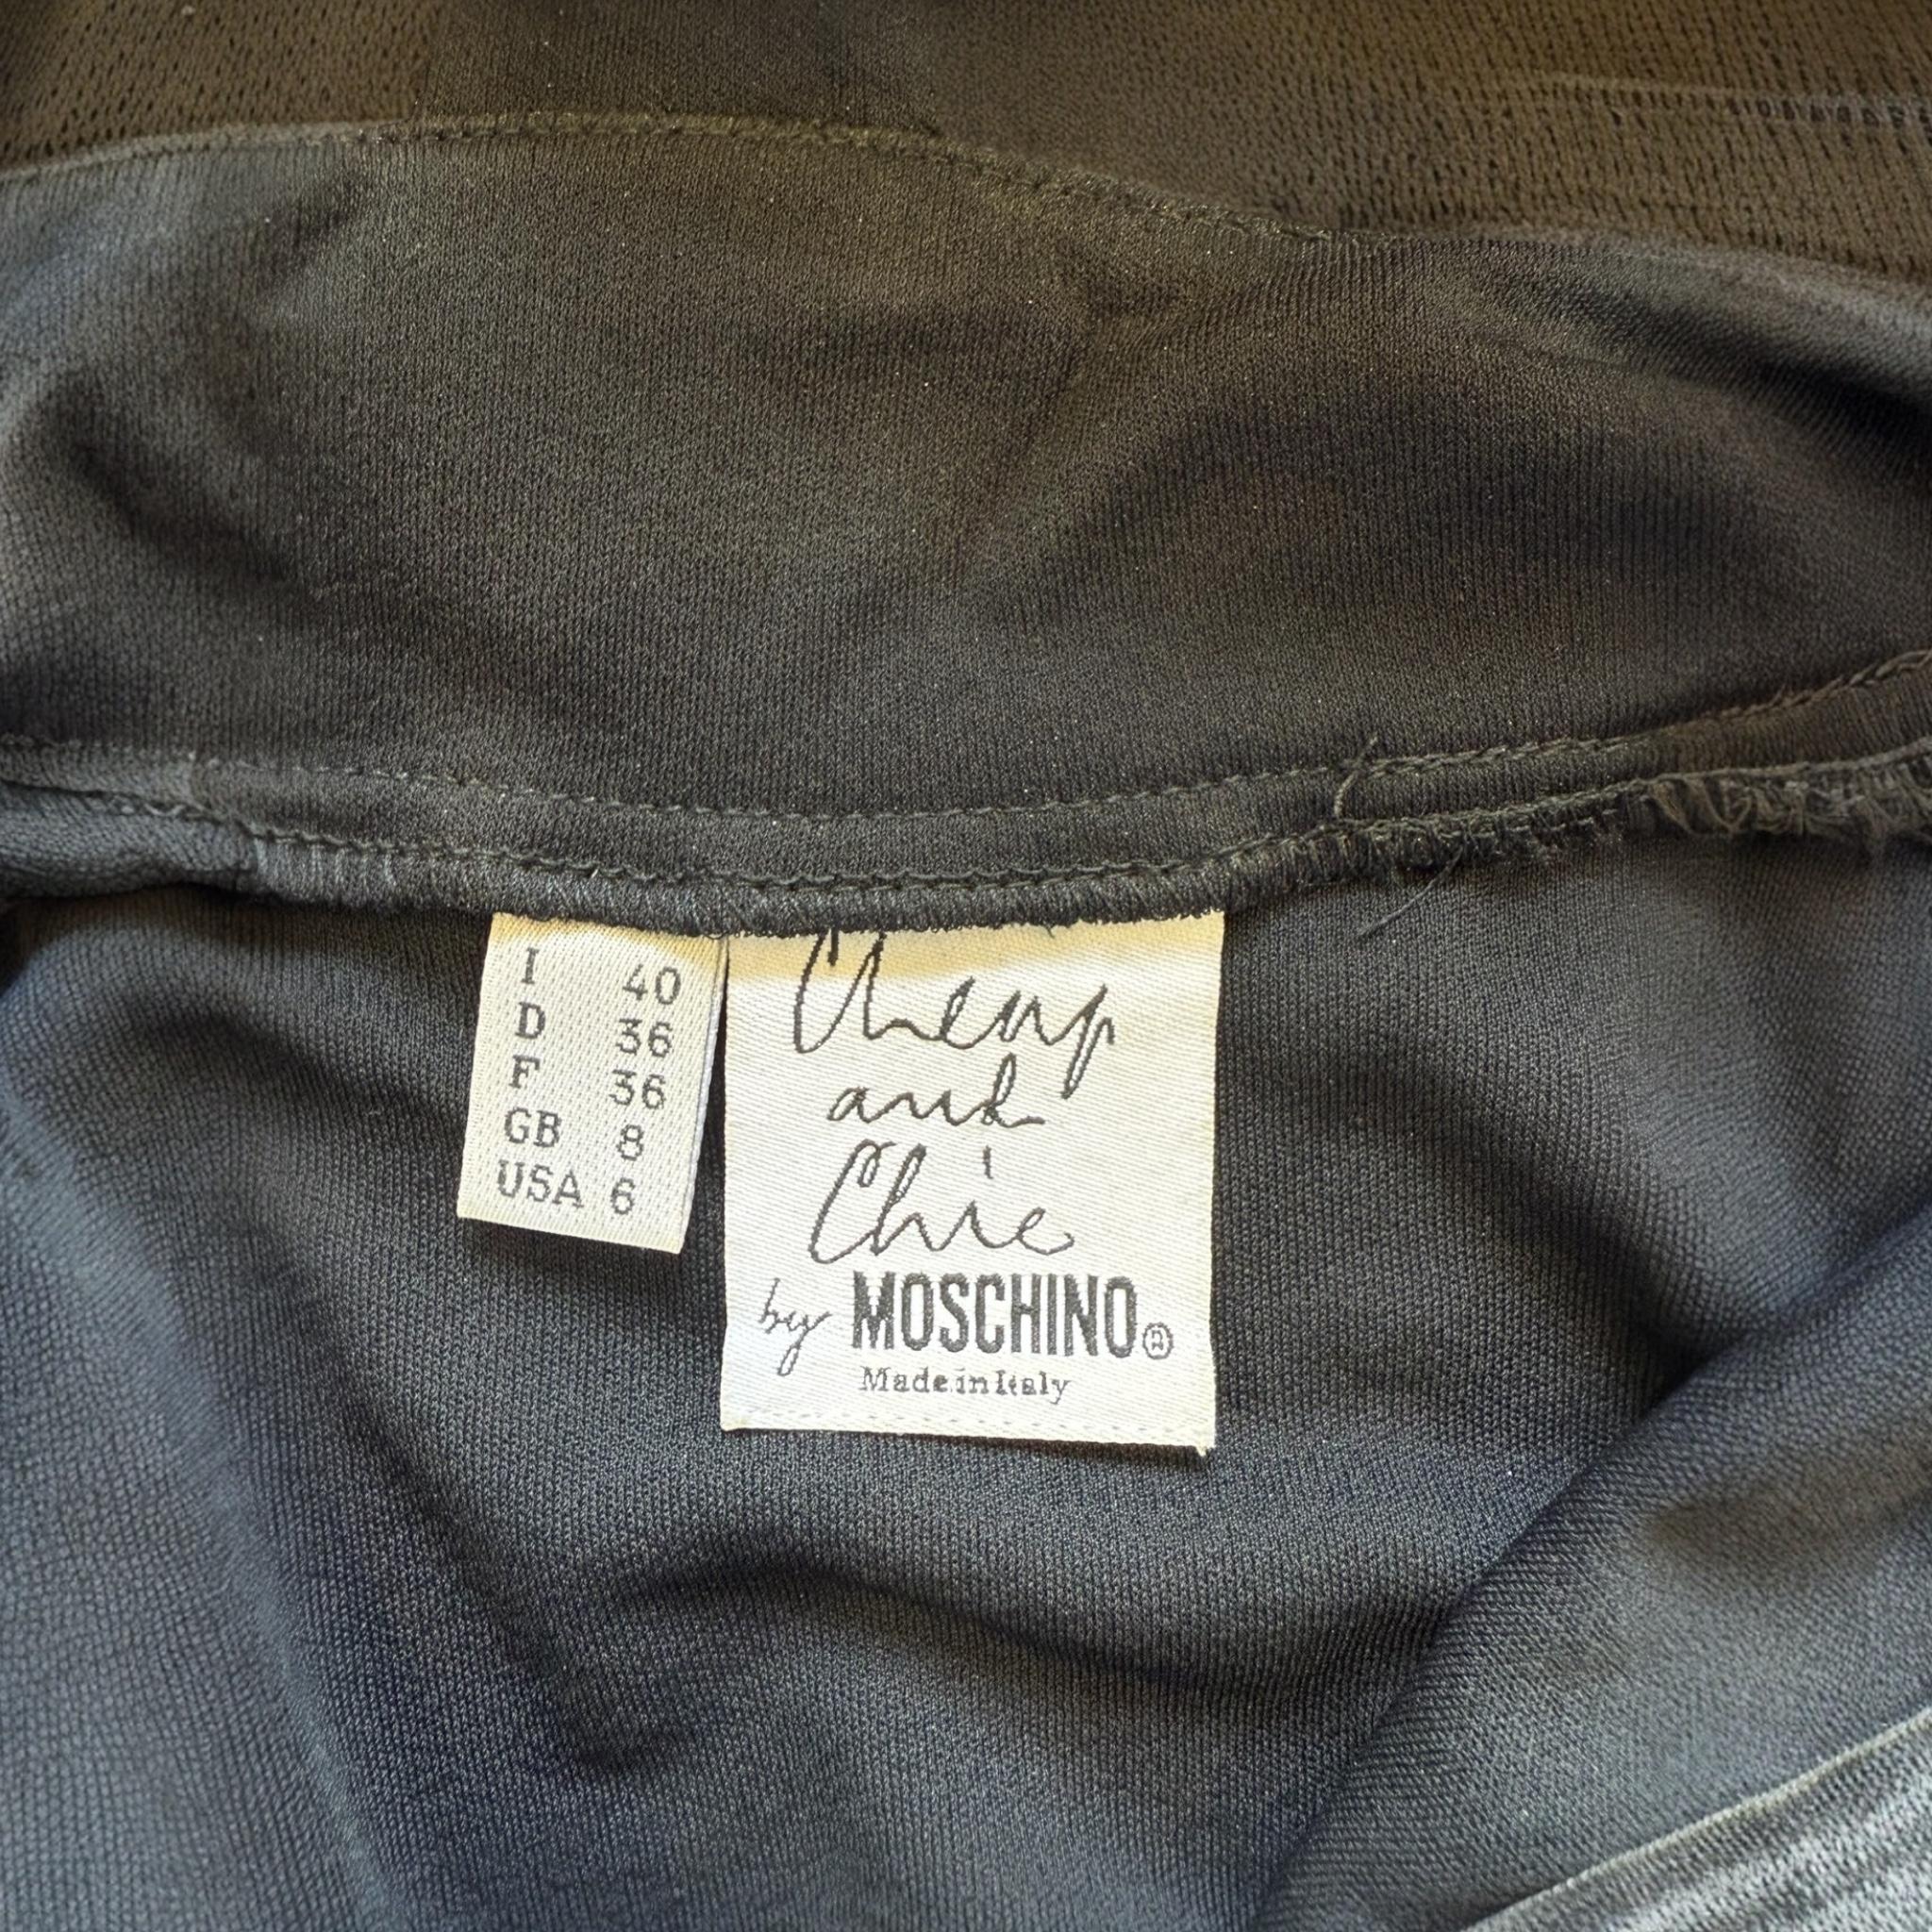 I 40
D 36
F 36
GB 8
USA 6
Cheap
and
Chic
by MOSCHINO®
Made in Italy